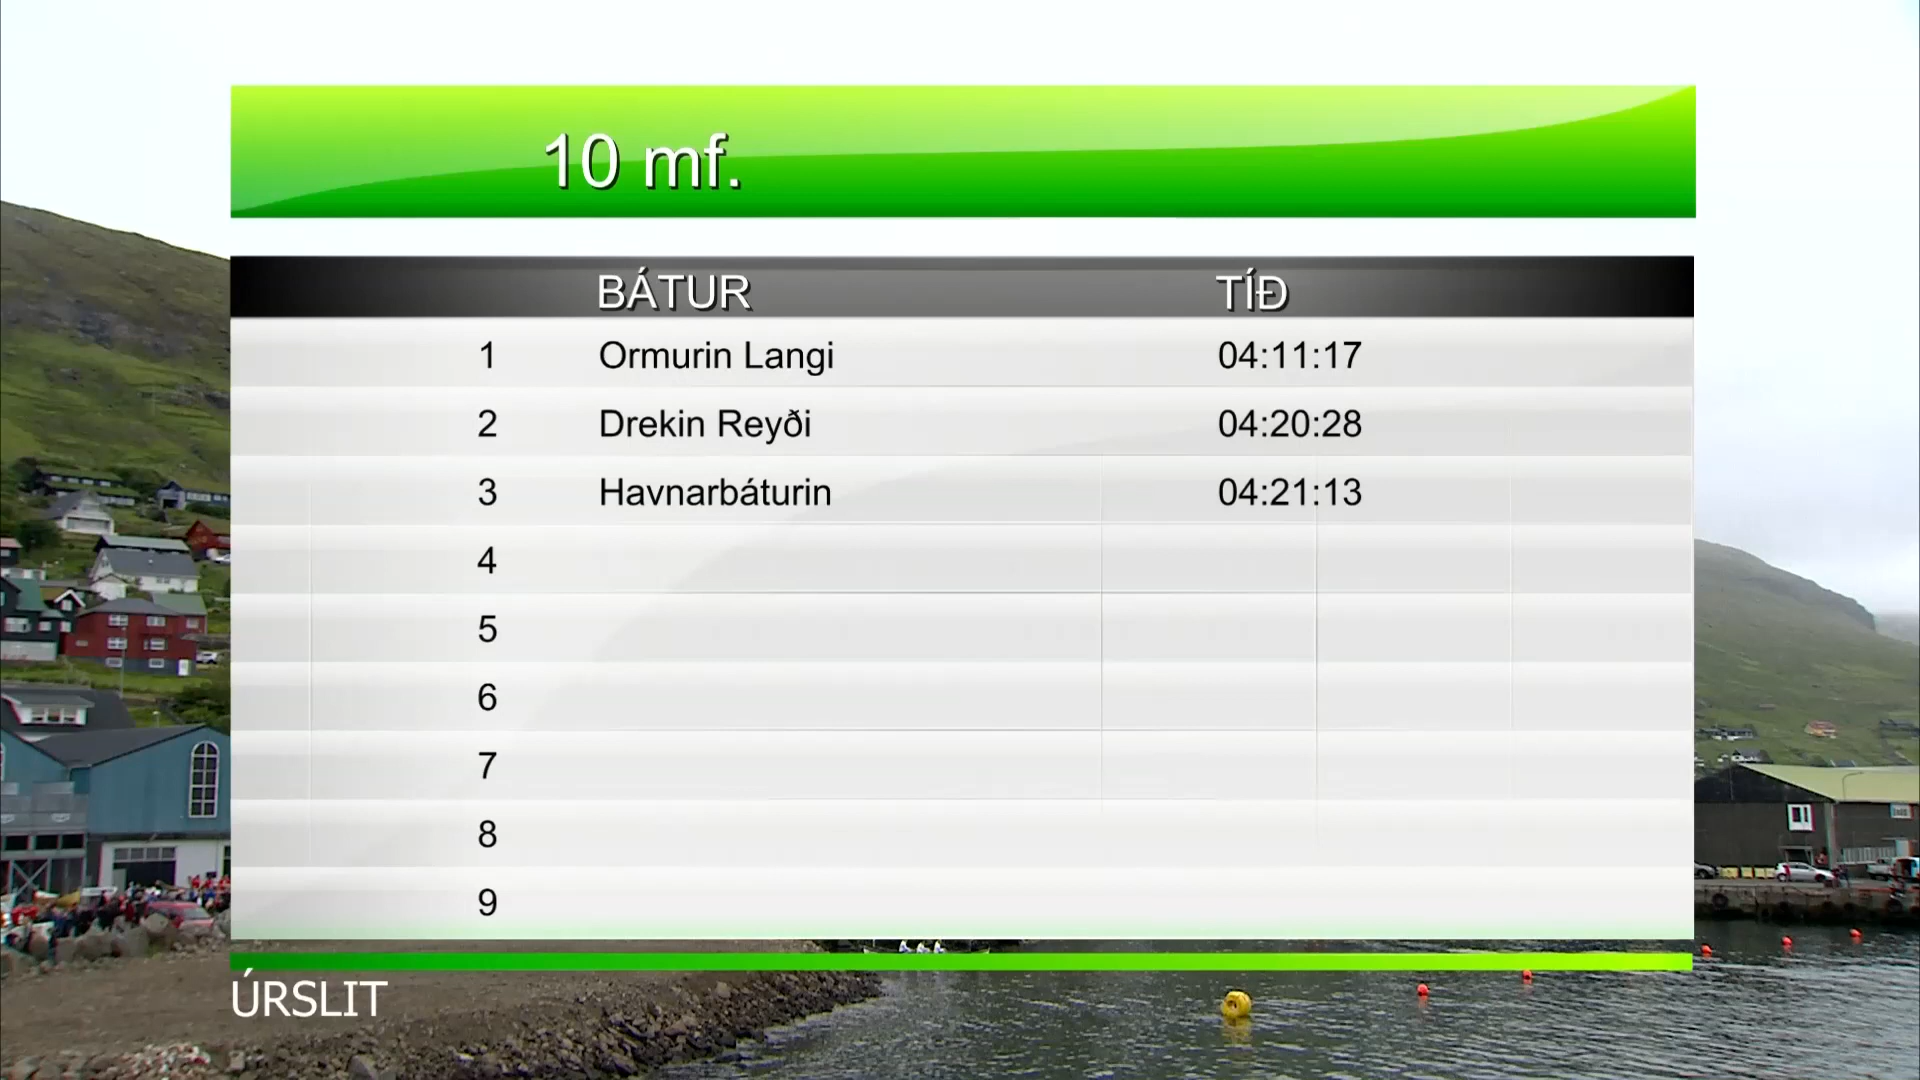 10 mf.
BÁTUR TÍÐ
1 Ormurin Langi 04:11:17
2 Drekin Reyði 04:20:28
3 Havnarbáturin 04:21:13
4
5
6
7
8
9
ÚRSLIT